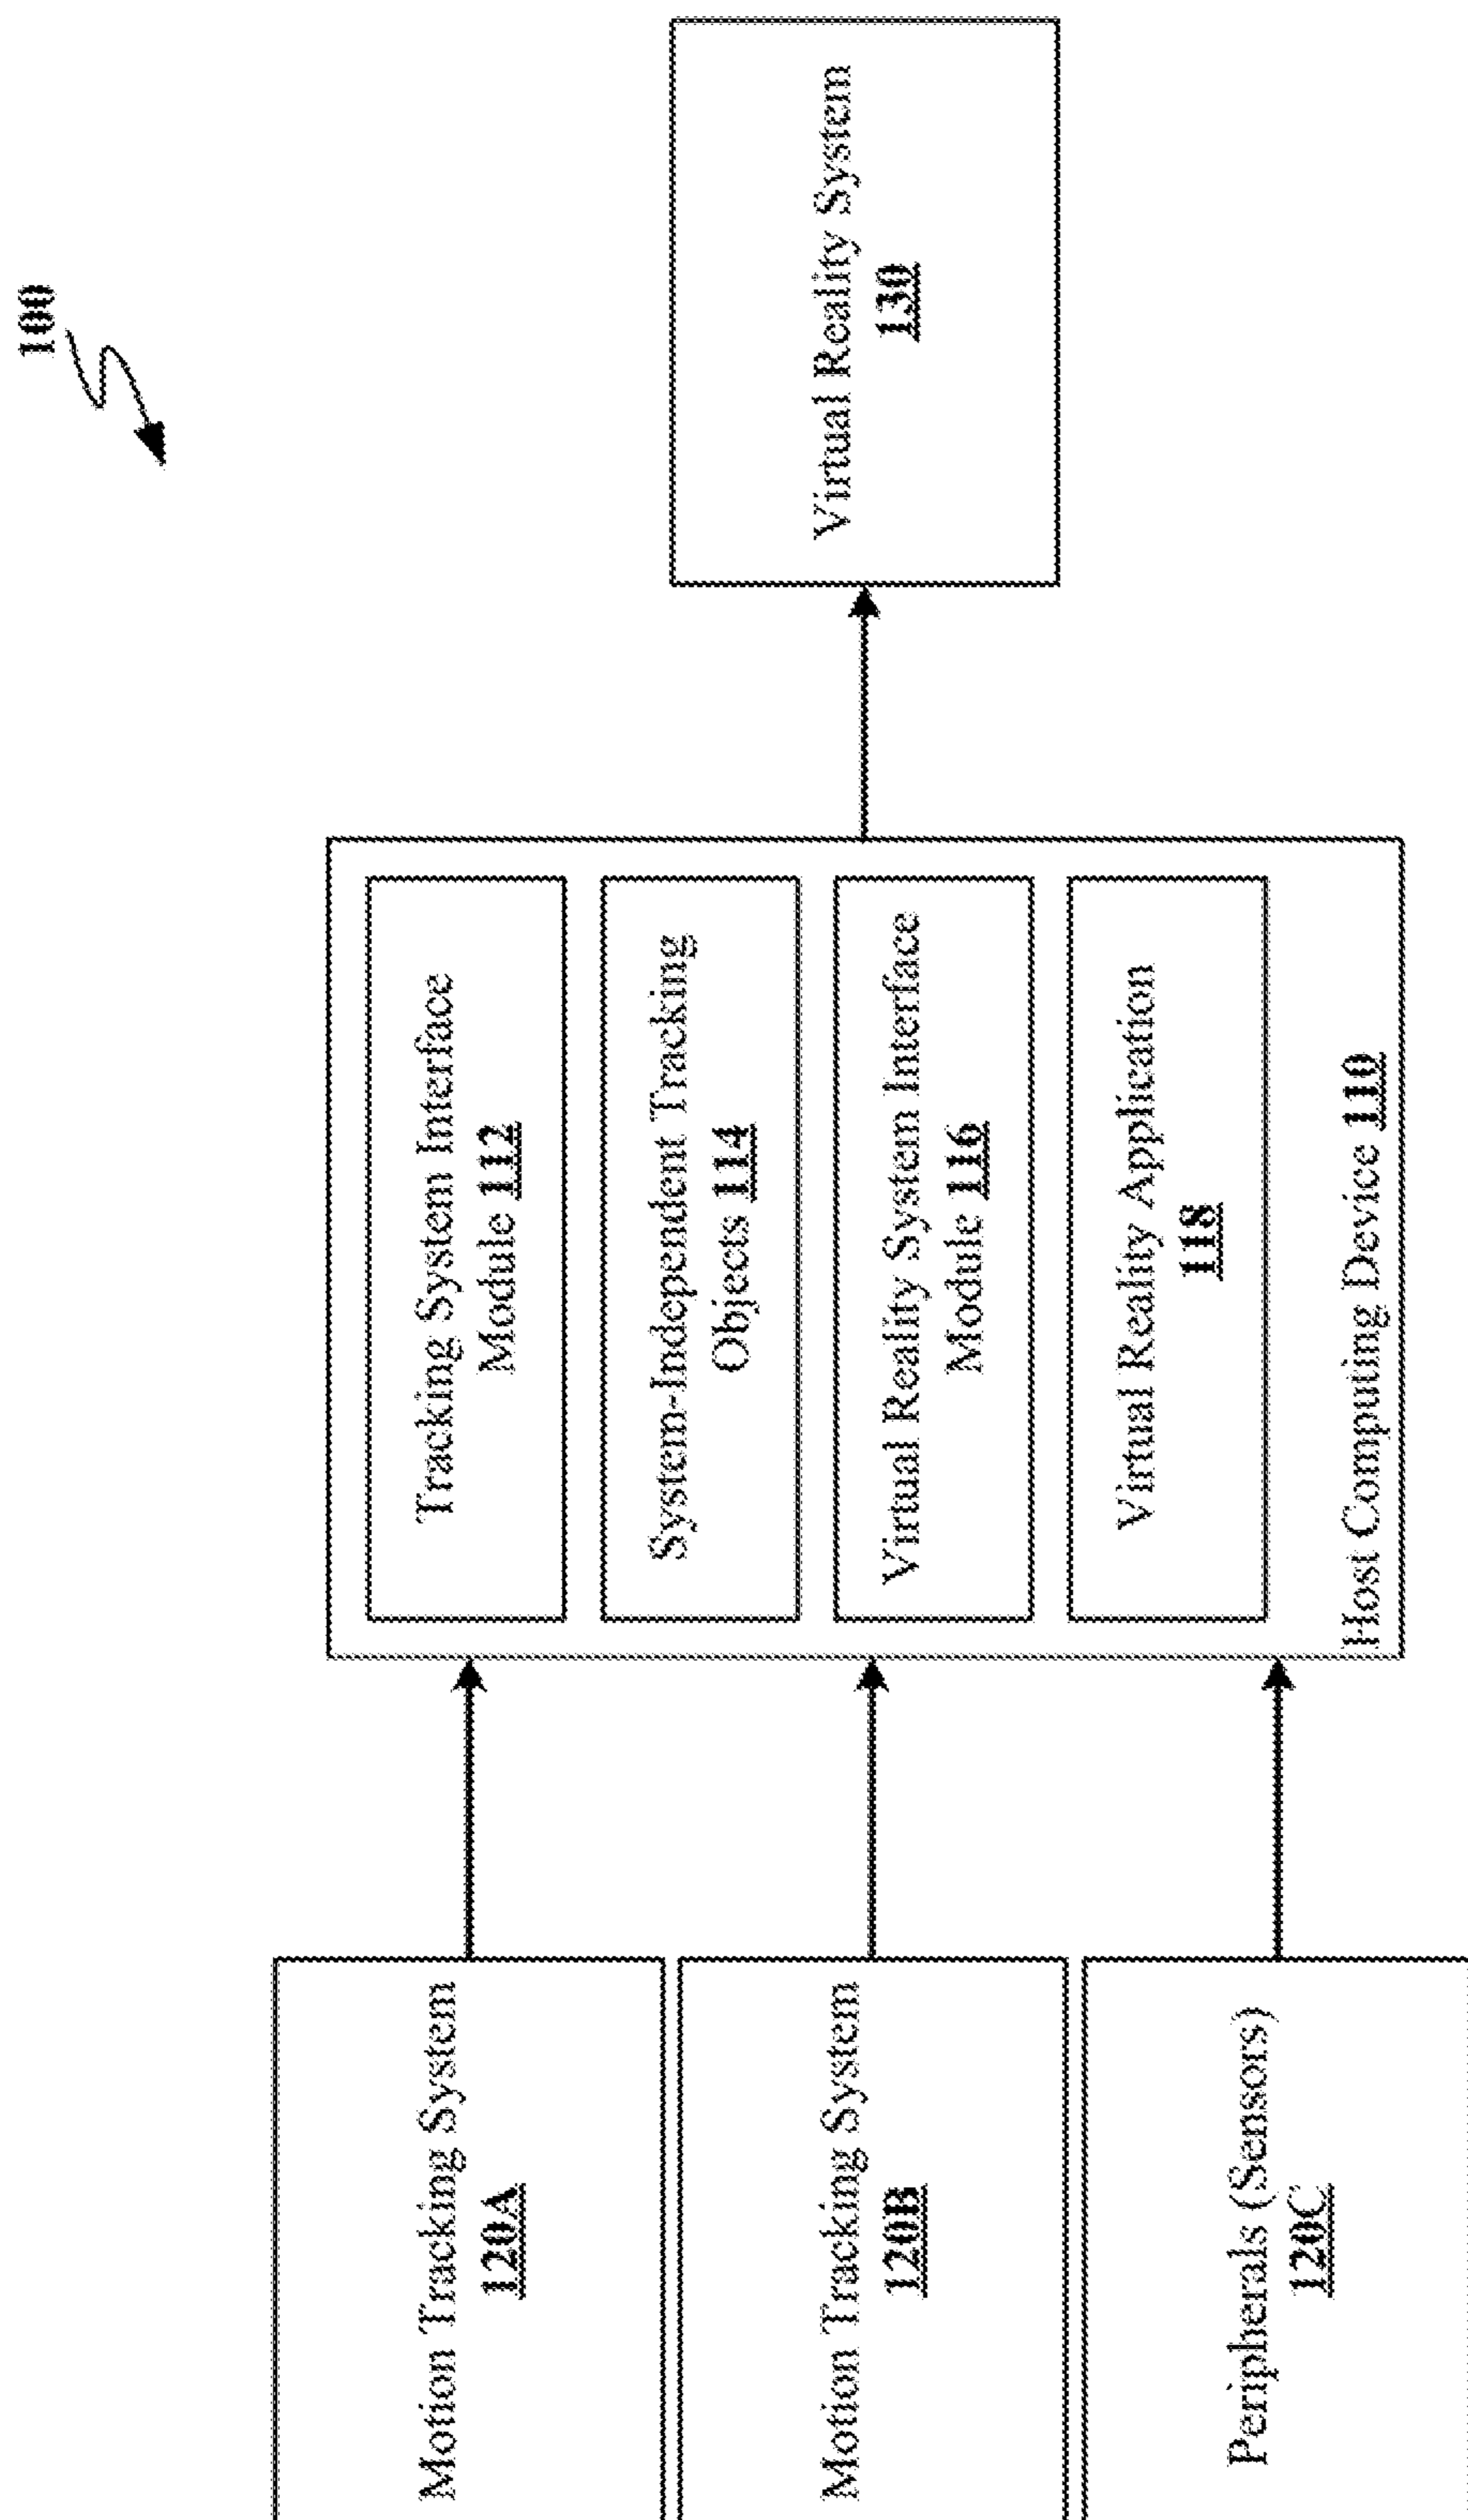 100
Motion Tracking System
120A
Motion Tracking System
120B
Peripherals (Sensors)
120C
Tracking System Interface
Module 112
System-Independent Tracking
Objects 114
Virtual Reality System Interface
Module 116
Virtual Reality Application
118
Host Computing Device 110
Virtual Reality System
130